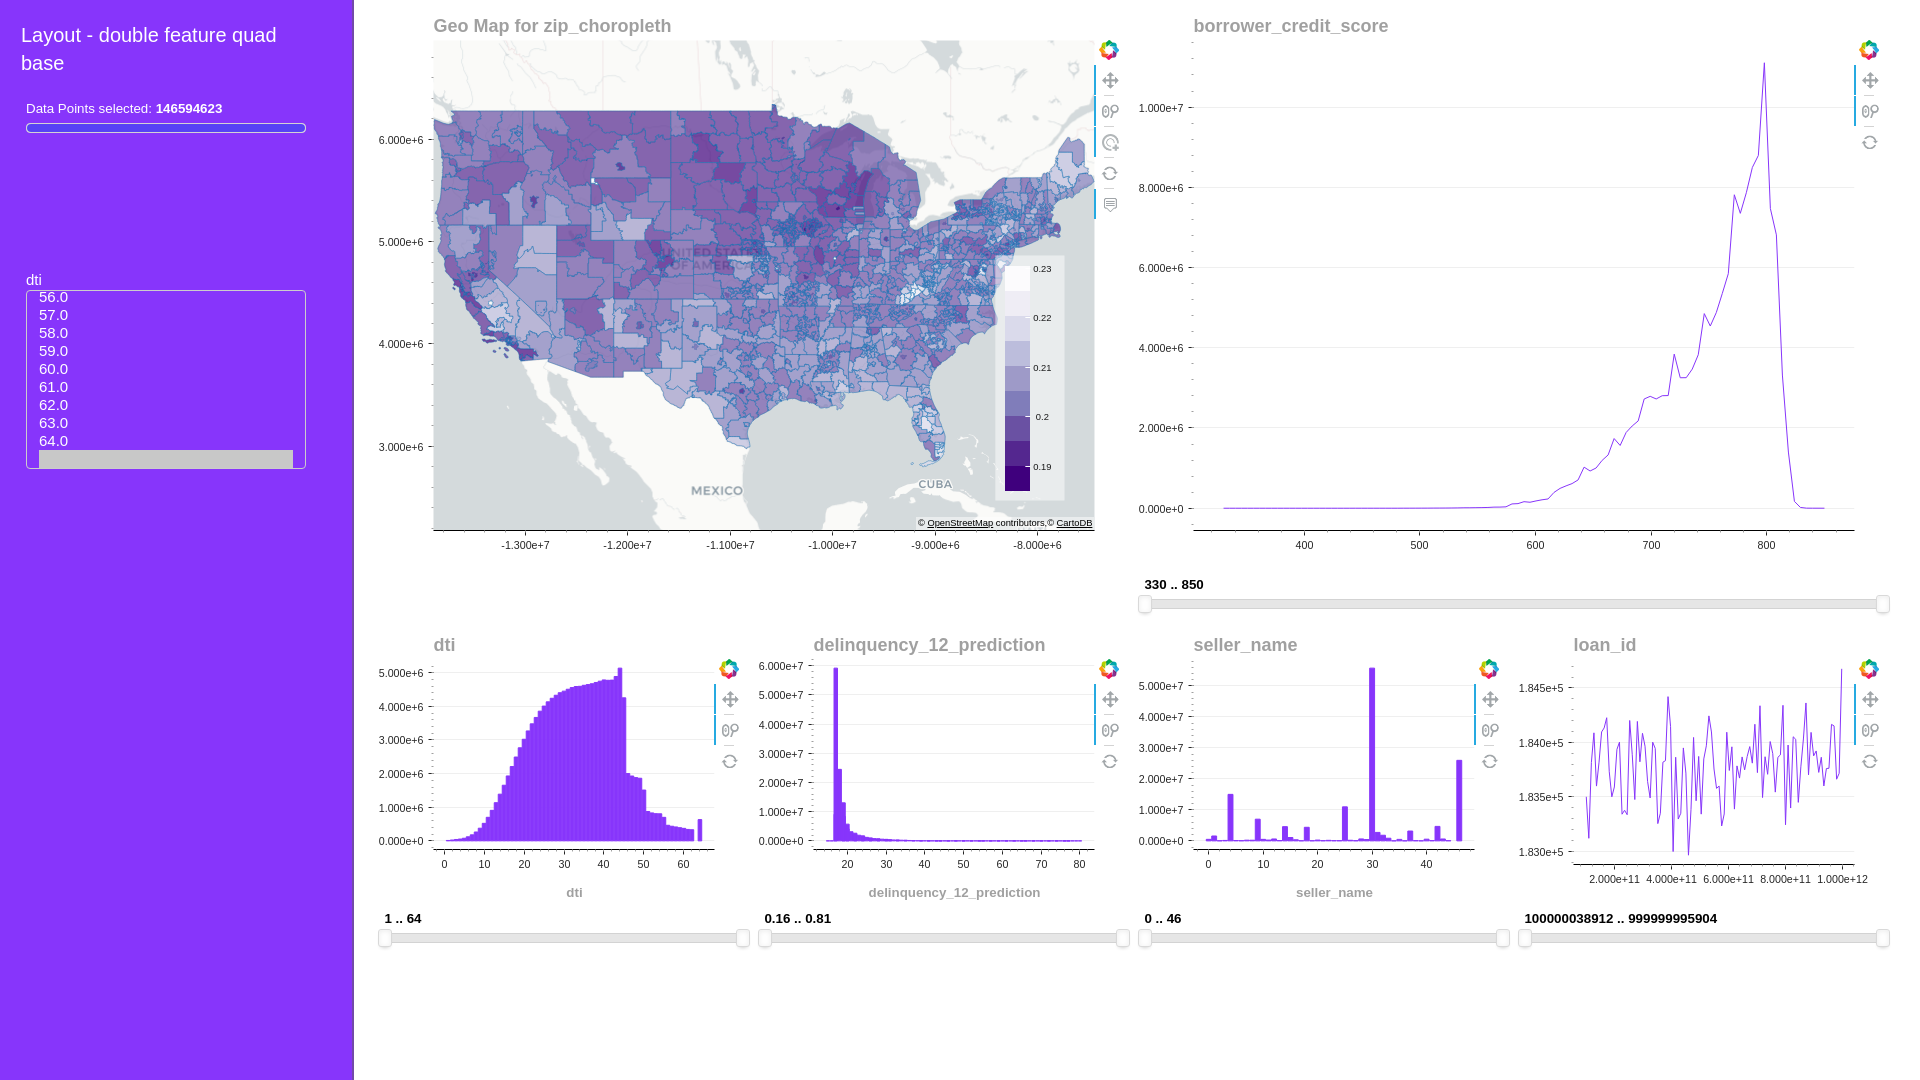 Layout - double feature quad
base
Data Points selected: 146594623
dti
56.0
57.0
58.0
59.0
60.0
61.0
62.0
63.0
64.0
Geo Map for zip_choropleth
6.000e+6
5.000e+6
4.000e+6
3.000e+6
UNITED STATES
OF AMERICA
MEXICO
CUBA
0.23
0.22
0.21
0.2
0.19
© OpenStreetMap contributors,© CartoDB
-1.300e+7 -1.200e+7 -1.100e+7 -1.000e+7 -9.000e+6 -8.000e+6
borrower_credit_score
1.000e+7
8.000e+6
6.000e+6
4.000e+6
2.000e+6
0.000e+0
400 500 600 700 800
330 .. 850
dti
5.000e+6
4.000e+6
3.000e+6
2.000e+6
1.000e+6
0.000e+0
0 10 20 30 40 50 60
dti
1 .. 64
delinquency_12_prediction
6.000e+7
5.000e+7
4.000e+7
3.000e+7
2.000e+7
1.000e+7
0.000e+0
20 30 40 50 60 70 80
delinquency_12_prediction
0.16 .. 0.81
seller_name
5.000e+7
4.000e+7
3.000e+7
2.000e+7
1.000e+7
0.000e+0
0 10 20 30 40
seller_name
0 .. 46
loan_id
1.845e+5
1.840e+5
1.835e+5
1.830e+5
2.000e+11 4.000e+11 6.000e+11 8.000e+11 1.000e+12
100000038912 .. 999999995904